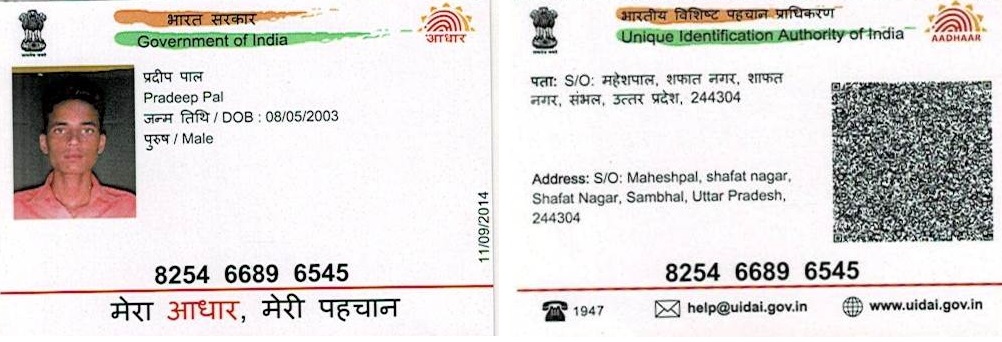 भारत सरकार
Government of India
आधार
प्रदीप पाल
Pradeep Pal
जन्म तिथि / DOB : 08/05/2003
पुरुष / Male
11/09/2014
8254 6689 6545
मेरा आधार, मेरी पहचान
भारतीय विशिष्ट पहचान प्राधिकरण
Unique Identification Authority of India
AADHAAR
पता: S/O: महेशपाल, शफात नगर, शाफत
नगर, संभल, उत्तर प्रदेश, 244304
Address: S/O: Maheshpal, shafat nagar,
Shafat Nagar, Sambhal, Uttar Pradesh,
244304
8254 6689 6545
1947
help@uidai.gov.in
www.uidai.gov.in